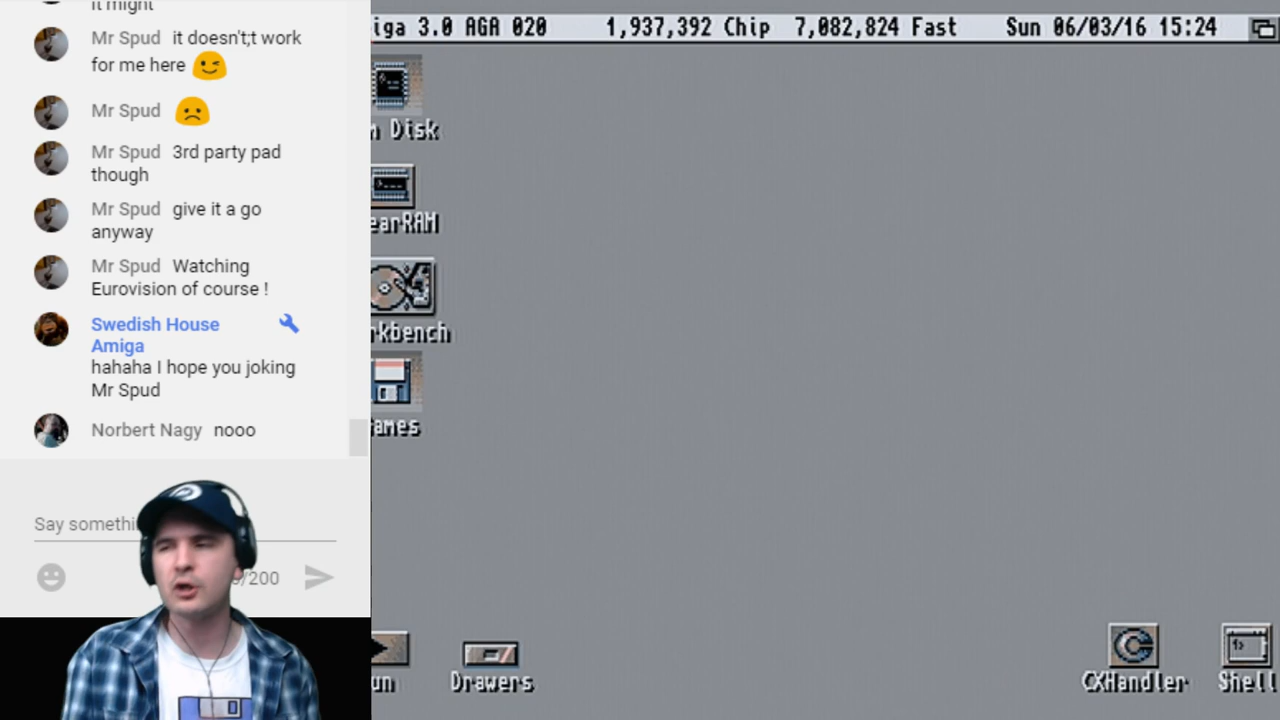 it might
Mr Spud it doesn't;t work
for me here
Mr Spud
Mr Spud 3rd party pad
though
Mr Spud give it a go
anyway
Mr Spud Watching
Eurovision of course !
Swedish House
Amiga
hahaha I hope you joking
Mr Spud
Norbert Nagy nooo
Say somethi
/200
iga 3.0 AGA 020 1,937,392 Chip 7,082,824 Fast Sun 06/03/16 15:24
m Disk
earRAM
rkbench
ames
un
Drawers
CXHandler
Shell